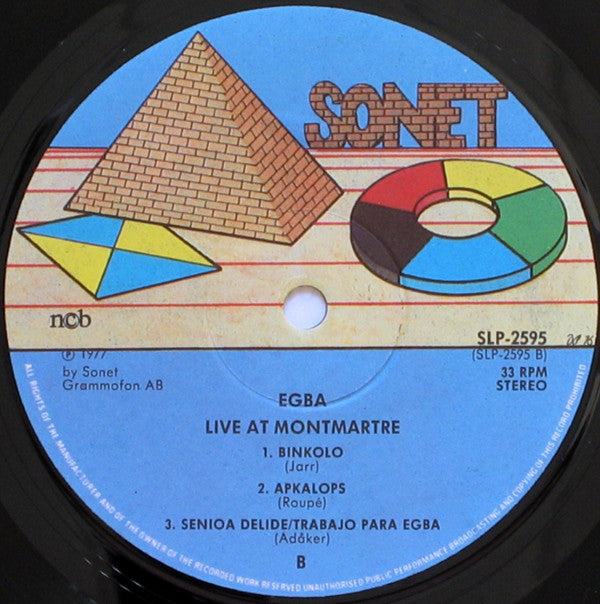 SONET
ncb
SLP-2595
℗ 1977
(SLP-2595 B)
by Sonet
33 RPM
Grammofon AB
STEREO
EGBA
LIVE AT MONTMARTRE
1. BINKOLO
(Jarr)
2. APKALOPS
(Roupé)
3. SENIOA DELIDE/TRABAJO PARA EGBA
(Adåker)
B
ALL RIGHTS OF THE MANUFACTURER AND OF THE OWNER OF THE RECORDED WORK RESERVED UNAUTHORISED PUBLIC PERFORMANCE BROADCASTING AND COPYING OF THIS RECORD PROHIBITED